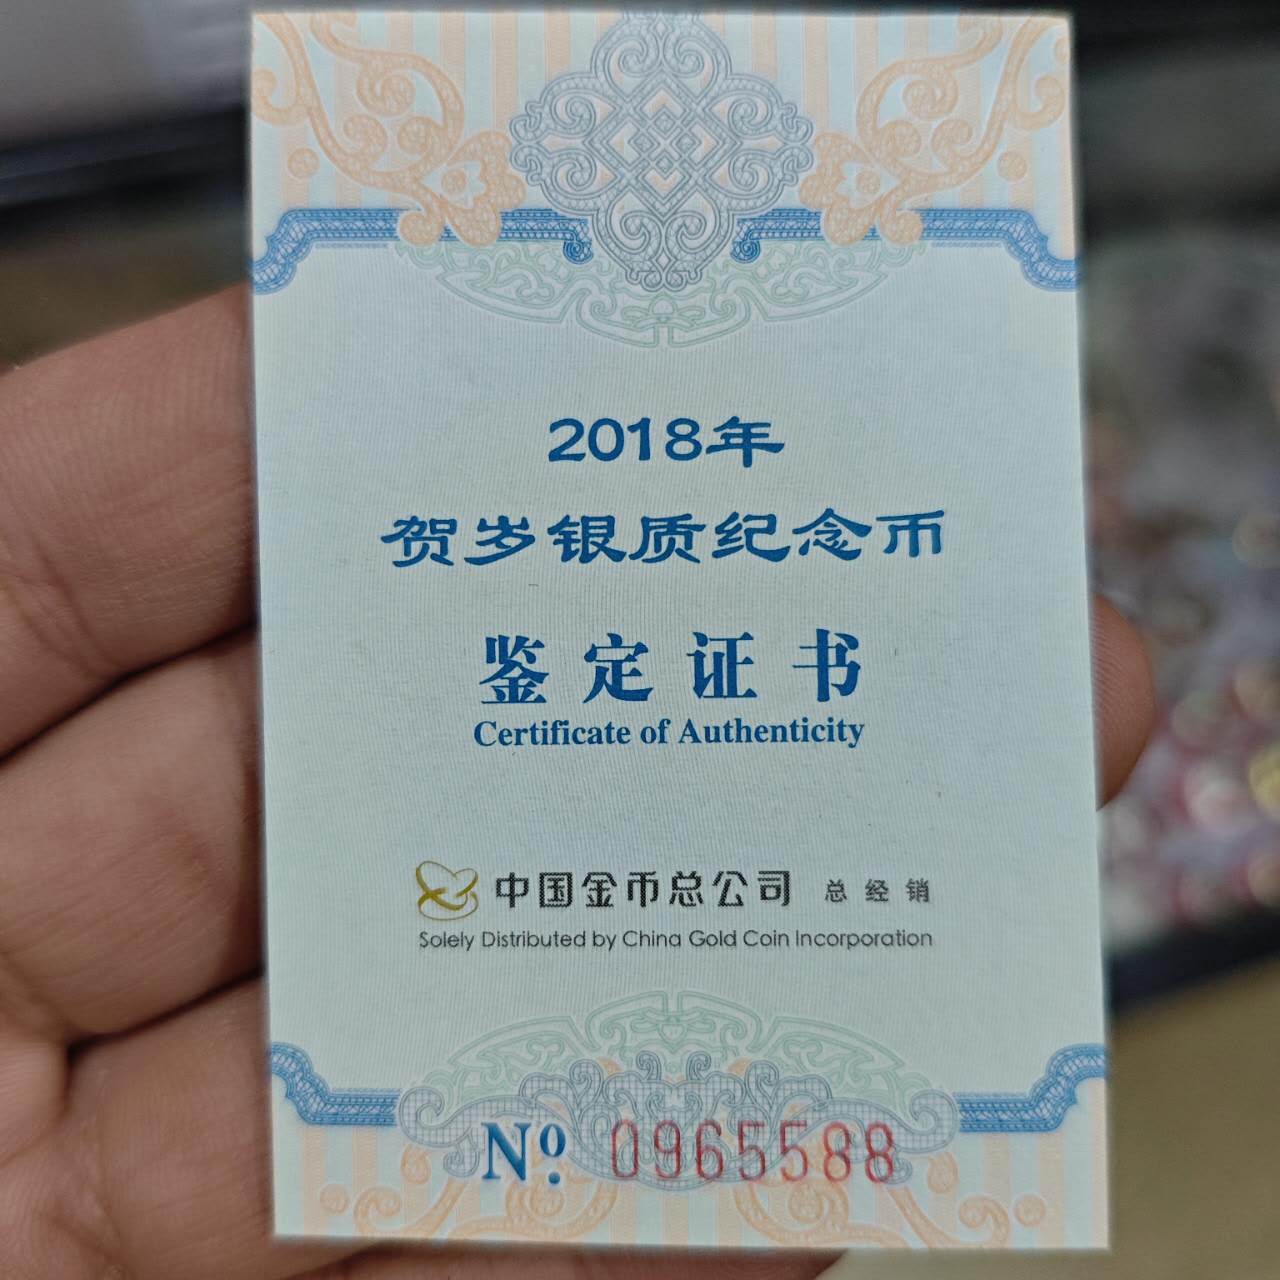 2018年
贺岁银质纪念币
鉴定证书
Certificate of Authenticity
中国金币总公司 总经销
Solely Distributed by China Gold Coin Incorporation
Nº. 0965588